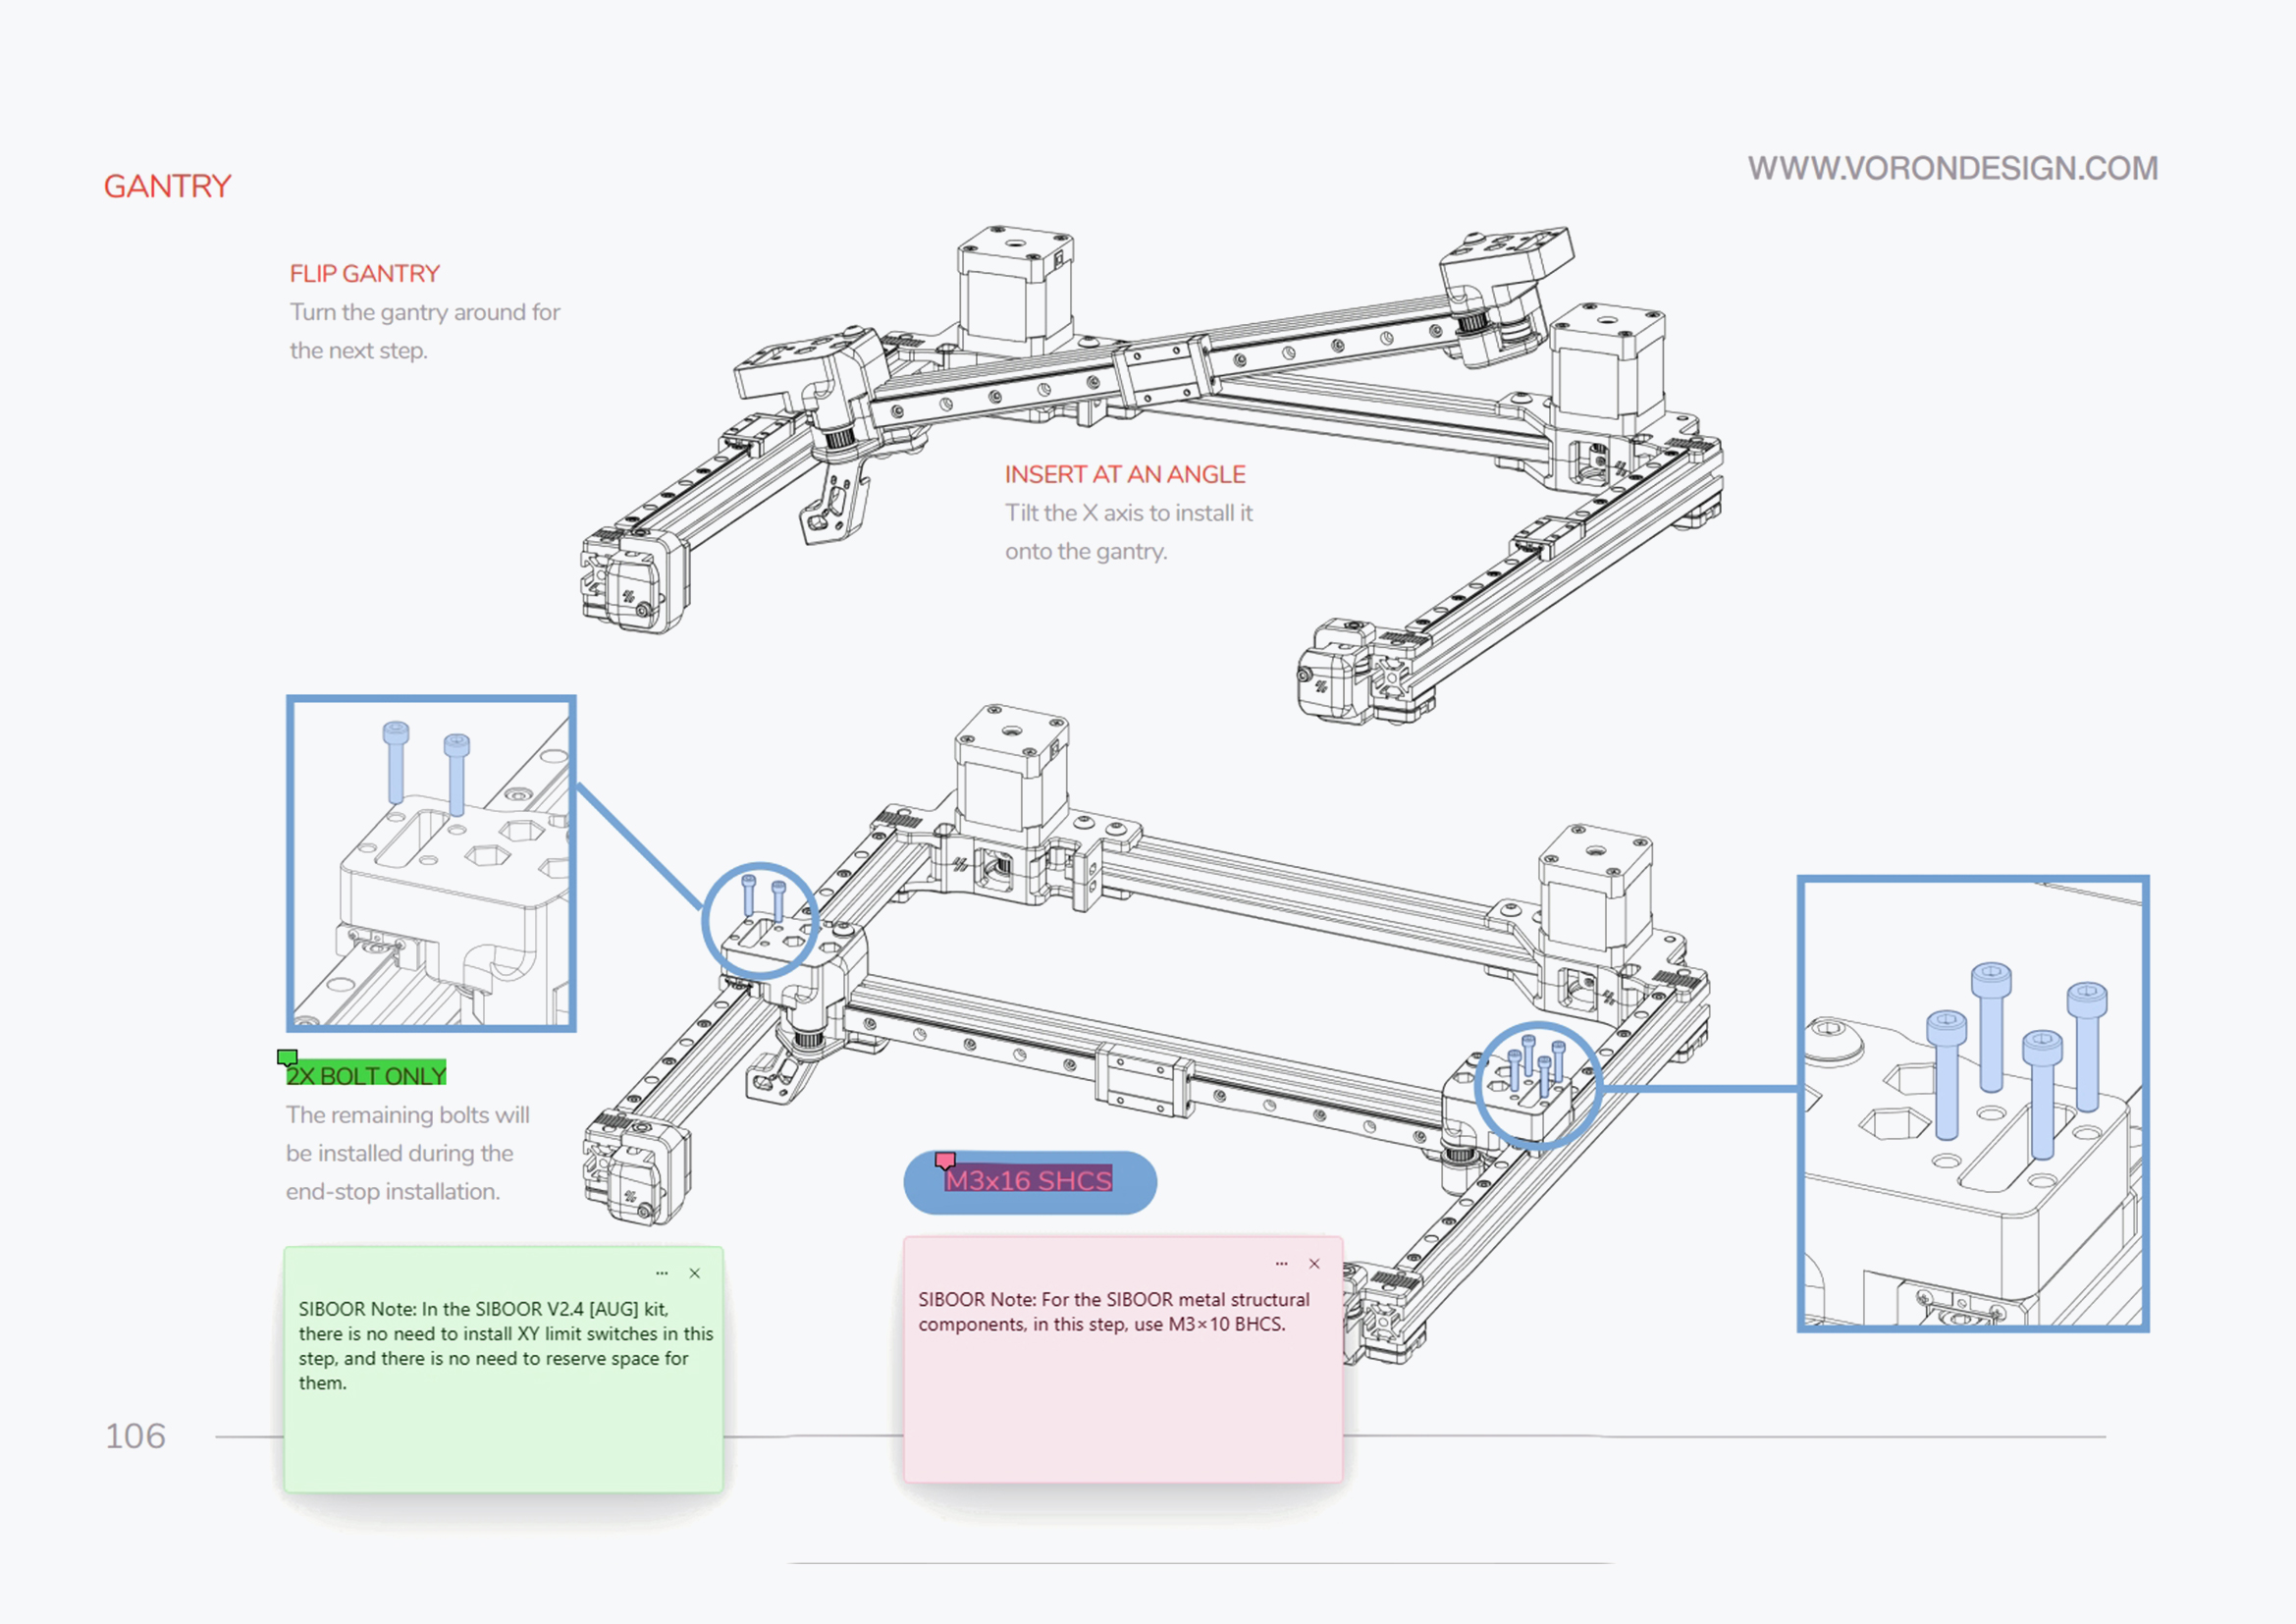 GANTRY
WWW.VORONDESIGN.COM
FLIP GANTRY
Turn the gantry around for
the next step.
INSERT AT AN ANGLE
Tilt the X axis to install it
onto the gantry.
2X BOLT ONLY
The remaining bolts will
be installed during the
end-stop installation.
M3x16 SHCS
SIBOOR Note: In the SIBOOR V2.4 [AUG] kit,
there is no need to install XY limit switches in this
step, and there is no need to reserve space for
them.
SIBOOR Note: For the SIBOOR metal structural
components, in this step, use M3×10 BHCS.
106